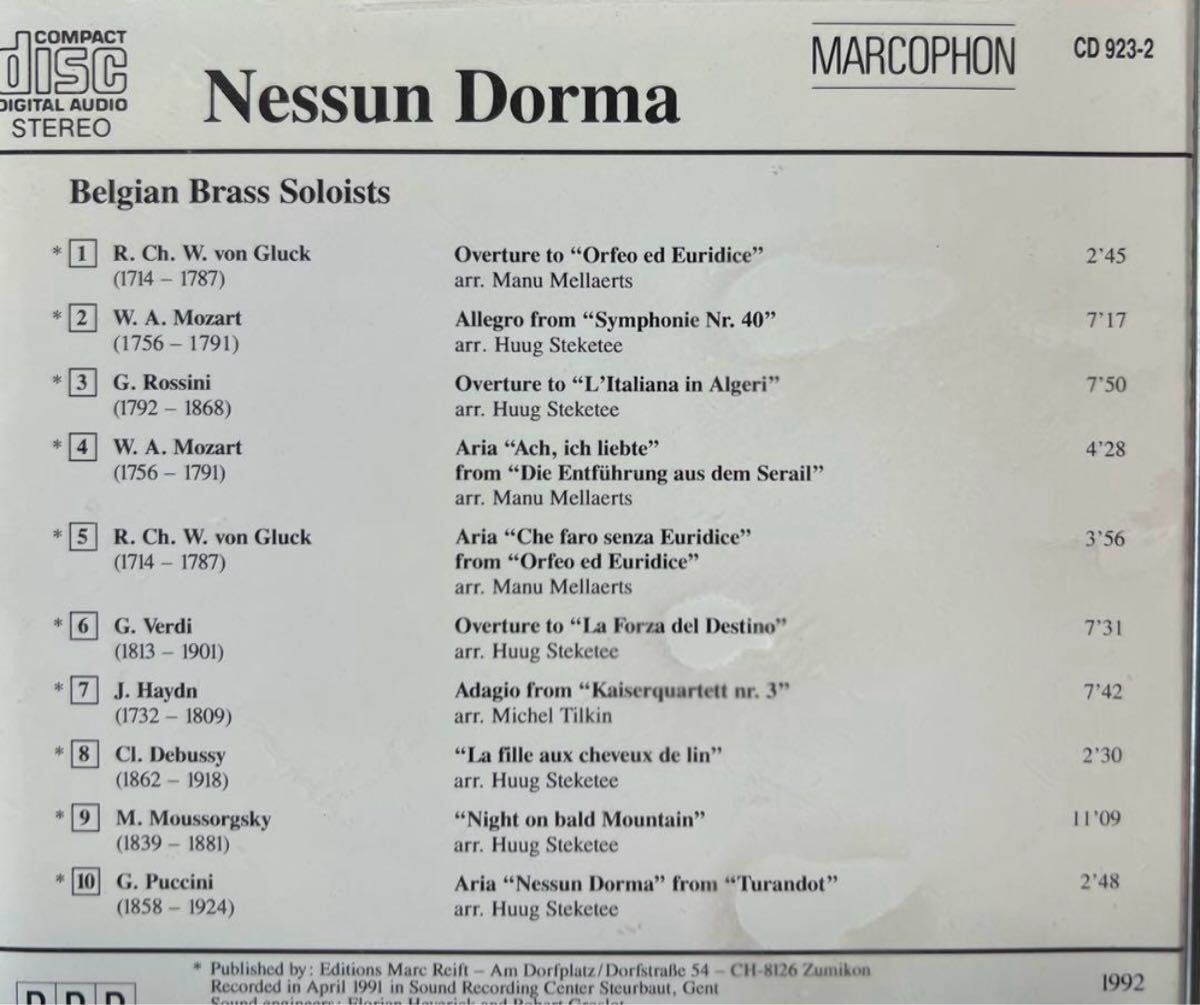 COMPACT
disc
DIGITAL AUDIO
STEREO
Nessun Dorma
MARCOPHON
CD 923-2
Belgian Brass Soloists
* 1 R. Ch. W. von Gluck Overture to “Orfeo ed Euridice” 2’45
(1714 – 1787) arr. Manu Mellaerts
* 2 W. A. Mozart Allegro from “Symphonie Nr. 40” 7’17
(1756 – 1791) arr. Huug Steketee
* 3 G. Rossini Overture to “L’Italiana in Algeri” 7’50
(1792 – 1868) arr. Huug Steketee
* 4 W. A. Mozart Aria “Ach, ich liebte” 4’28
(1756 – 1791) from “Die Entführung aus dem Serail”
arr. Manu Mellaerts
* 5 R. Ch. W. von Gluck Aria “Che faro senza Euridice” 3’56
(1714 – 1787) from “Orfeo ed Euridice”
arr. Manu Mellaerts
* 6 G. Verdi Overture to “La Forza del Destino” 7’31
(1813 – 1901) arr. Huug Steketee
* 7 J. Haydn Adagio from “Kaiserquartett nr. 3” 7’42
(1732 – 1809) arr. Michel Tilkin
* 8 Cl. Debussy “La fille aux cheveux de lin” 2’30
(1862 – 1918) arr. Huug Steketee
* 9 M. Moussorgsky “Night on bald Mountain” 11’09
(1839 – 1881) arr. Huug Steketee
* 10 G. Puccini Aria “Nessun Dorma” from “Turandot” 2’48
(1858 – 1924) arr. Huug Steketee
* Published by: Editions Marc Reift – Am Dorfplatz/Dorfstraße 54 – CH-8126 Zumikon
Recorded in April 1991 in Sound Recording Center Steurbaut, Gent 1992
DDD
Sound engineers: Florian and Robert